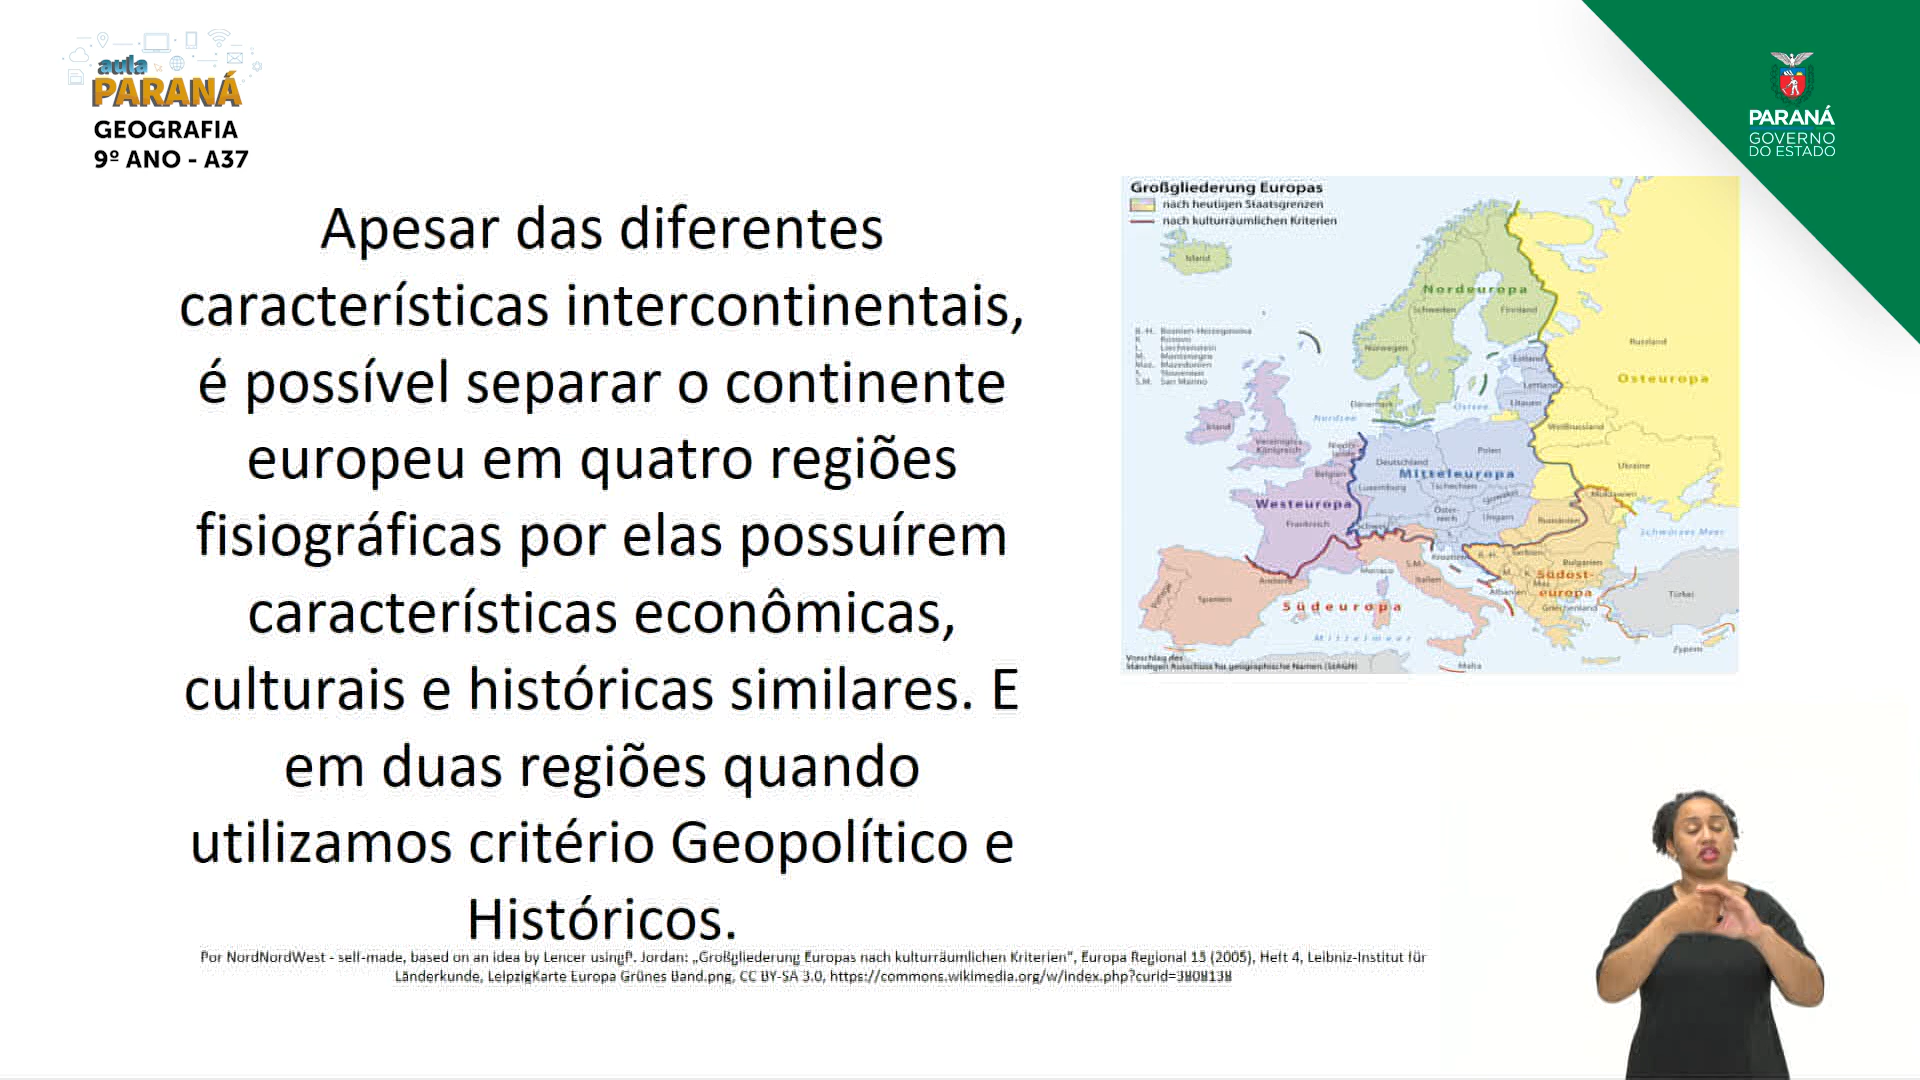 aula
PARANÁ
GEOGRAFIA
9º ANO - A37
PARANÁ
GOVERNO
DO ESTADO
Apesar das diferentes
características intercontinentais,
é possível separar o continente
europeu em quatro regiões
fisiográficas por elas possuírem
características econômicas,
culturais e históricas similares. E
em duas regiões quando
utilizamos critério Geopolítico e
Históricos.
Großgliederung Europas
nach heutigen Staatsgrenzen
nach kulturräumlichen Kriterien
Island
Nordeuropa
Schweden
Finnland
Norwegen
B.-H. Bosnien-Herzegowina
K. Kosovo
L. Liechtenstein
M. Montenegro
Maz. Mazedonien
S. Slowenien
S.M. San Marino
Russland
Estland
Osteuropa
Lettland
Litauen
Dänemark
Ostsee
Nordsee
Irland
Weißrussland
Vereinigtes
Königreich
Nieder-
lande
Polen
Deutschland
Ukraine
Belgien
Mitteleuropa
Luxemburg
Tschechien
Slowakei
Moldawien
Westeuropa
Öster-
reich
Ungarn
Rumänien
Frankreich
Schweiz
Schwarzes Meer
Kroatien
B.-H.
Serbien
Bulgarien
S.M.
Monaco
Andorra
Italien
M.
K.
Maz.
Südost-
europa
Albanien
Portugal
Spanien
Südeuropa
Griechenland
Türkei
Mittelmeer
Zypern
Malta
Vorschlag des
Ständigen Ausschuss für geographische Namen (StAGN)
Por NordNordWest - self-made, based on an idea by Lencer usingP. Jordan: „Großgliederung Europas nach kulturräumlichen Kriterien“, Europa Regional 13 (2005), Heft 4, Leibniz-Institut für
Länderkunde, LeipzigKarte Europa Grünes Band.png, CC BY-SA 3.0, https://commons.wikimedia.org/w/index.php?curid=3808138